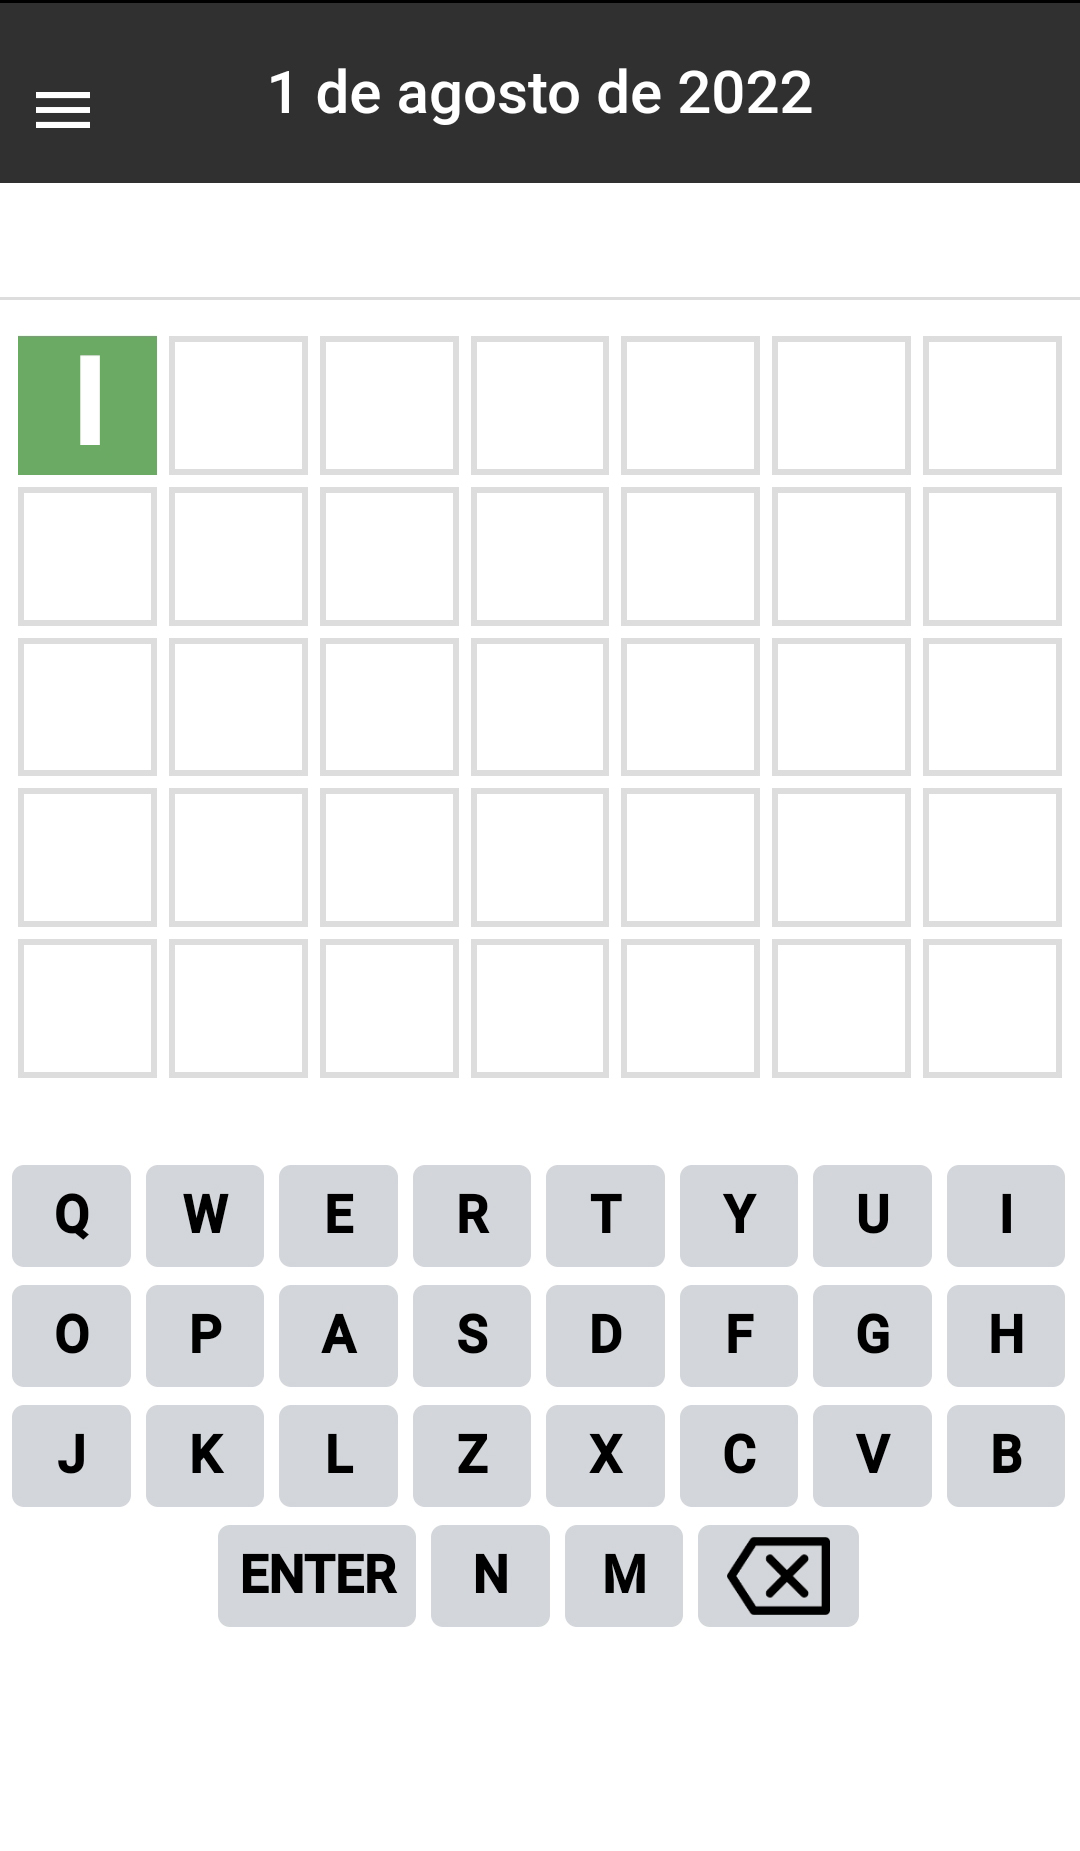 1 de agosto de 2022
I
Q W E R T Y U I
O P A S D F G H
J K L Z X C V B
ENTER N M